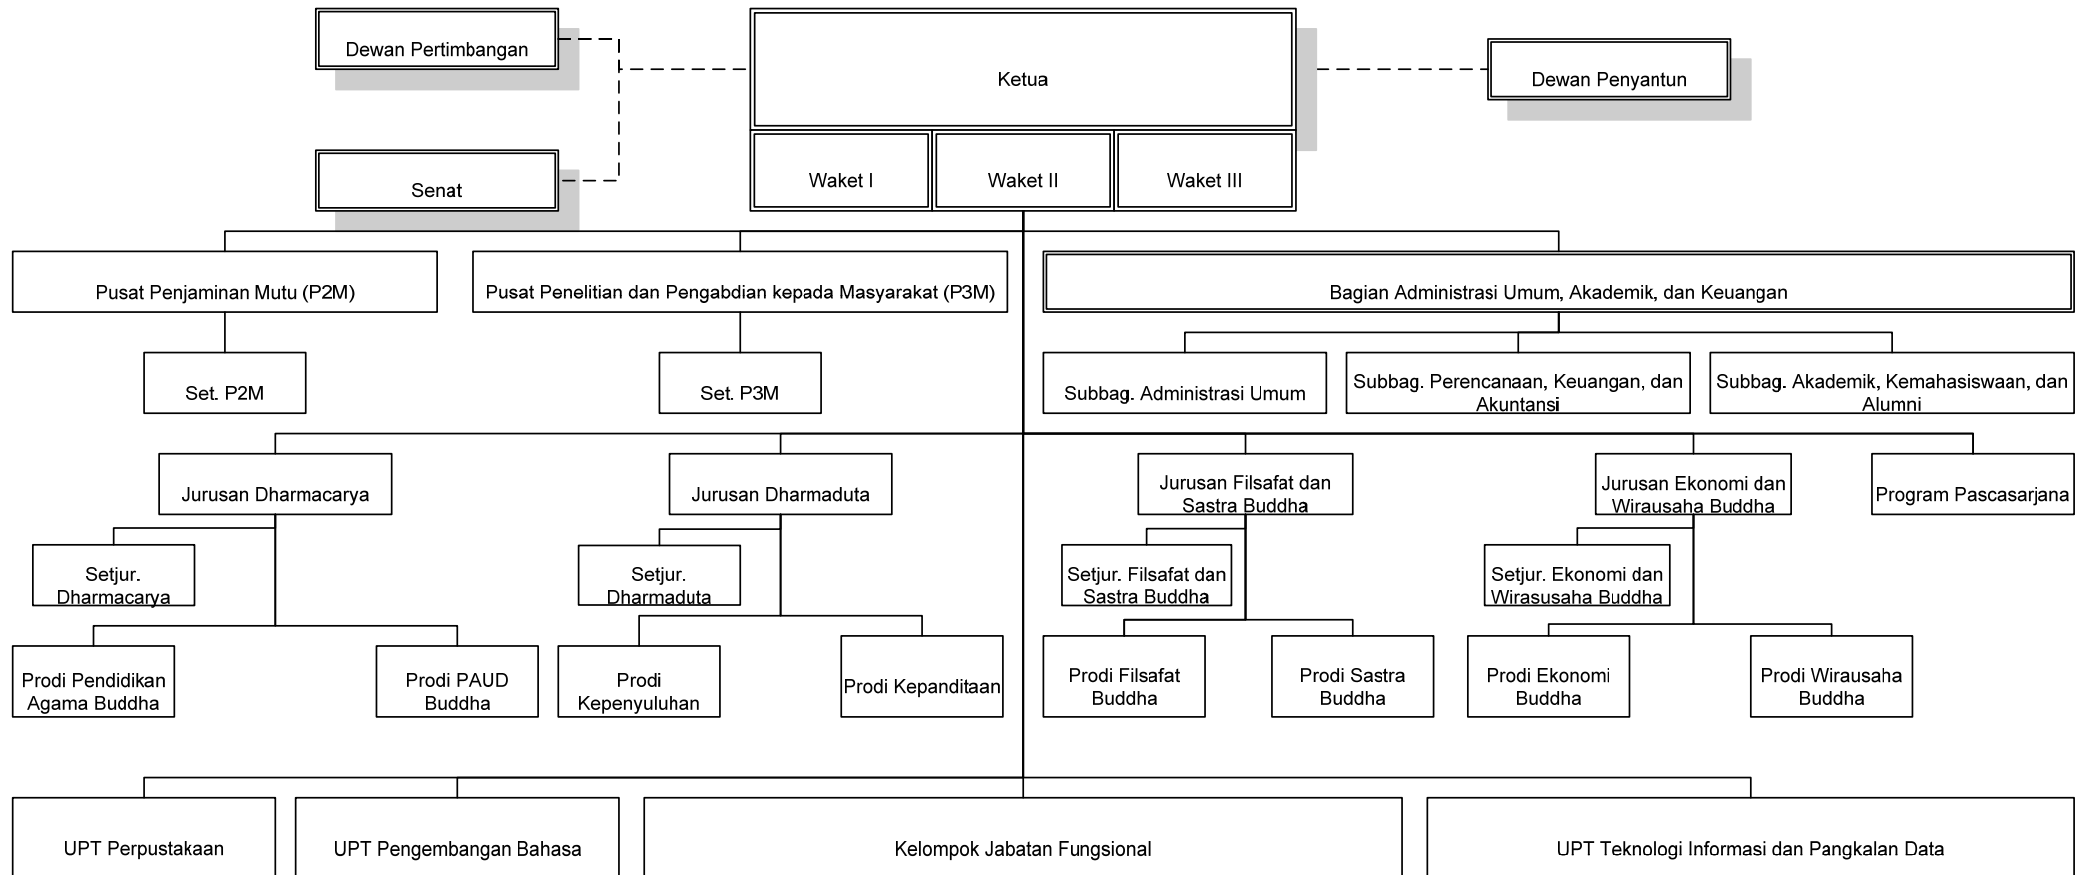 Dewan Pertimbangan
Ketua
Dewan Penyantun
Senat
Waket I
Waket II
Waket III
Pusat Penjaminan Mutu (P2M)
Pusat Penelitian dan Pengabdian kepada Masyarakat (P3M)
Bagian Administrasi Umum, Akademik, dan Keuangan
Set. P2M
Set. P3M
Subbag. Administrasi Umum
Subbag. Perencanaan, Keuangan, dan
Akuntansi
Subbag. Akademik, Kemahasiswaan, dan
Alumni
Jurusan Dharmacarya
Jurusan Dharmaduta
Jurusan Filsafat dan
Sastra Buddha
Jurusan Ekonomi dan
Wirausaha Buddha
Program Pascasarjana
Setjur.
Dharmacarya
Setjur.
Dharmaduta
Setjur. Filsafat dan
Sastra Buddha
Setjur. Ekonomi dan
Wirasusaha Buddha
Prodi Pendidikan
Agama Buddha
Prodi PAUD
Buddha
Prodi
Kepenyuluhan
Prodi Kepanditaan
Prodi Filsafat
Buddha
Prodi Sastra
Buddha
Prodi Ekonomi
Buddha
Prodi Wirausaha
Buddha
UPT Perpustakaan
UPT Pengembangan Bahasa
Kelompok Jabatan Fungsional
UPT Teknologi Informasi dan Pangkalan Data